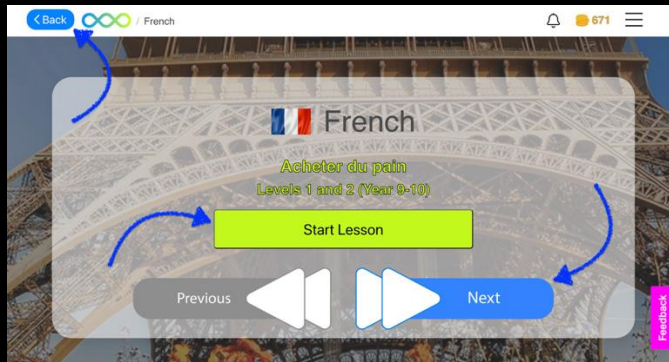 < Back
/ French
671
French
Acheter du pain
Levels 1 and 2 (Year 9-10)
Start Lesson
Previous
Next
Feedback